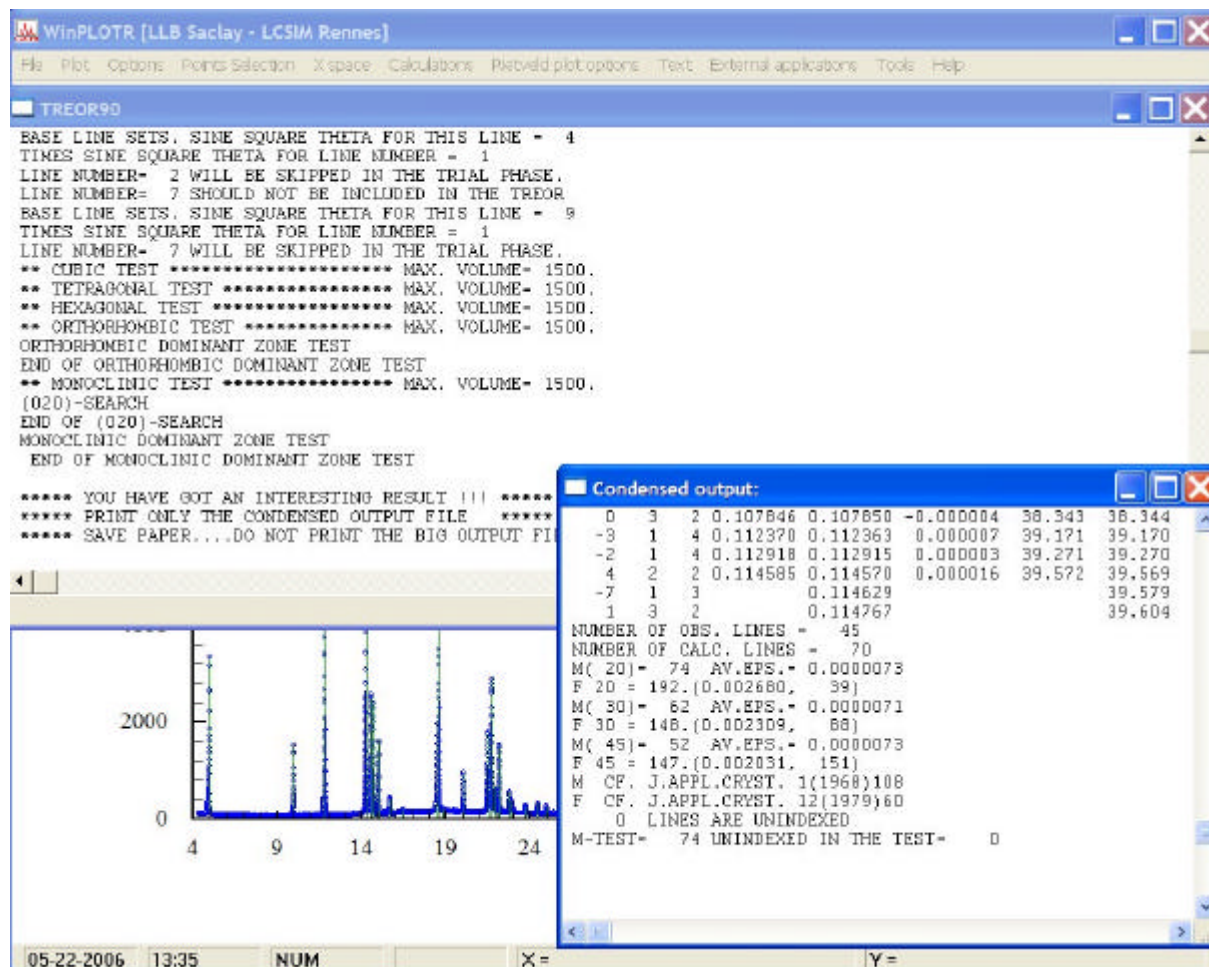 WinPLOTR [LLB Saclay - LCSIM Rennes]
File Plot Options Points Selection X space Calculations Rietveld plot options Text External applications Tools Help
TREOR90
BASE LINE SETS. SINE SQUARE THETA FOR THIS LINE = 4
TIMES SINE SQUARE THETA FOR LINE NUMBER = 1
LINE NUMBER= 2 WILL BE SKIPPED IN THE TRIAL PHASE.
LINE NUMBER= 7 SHOULD NOT BE INCLUDED IN THE TREOR
BASE LINE SETS. SINE SQUARE THETA FOR THIS LINE = 9
TIMES SINE SQUARE THETA FOR LINE NUMBER = 1
LINE NUMBER= 7 WILL BE SKIPPED IN THE TRIAL PHASE.
** CUBIC TEST ********************* MAX. VOLUME= 1500.
** TETRAGONAL TEST **************** MAX. VOLUME= 1500.
** HEXAGONAL TEST ***************** MAX. VOLUME= 1500.
** ORTHORHOMBIC TEST ************** MAX. VOLUME= 1500.
ORTHORHOMBIC DOMINANT ZONE TEST
END OF ORTHORHOMBIC DOMINANT ZONE TEST
** MONOCLINIC TEST **************** MAX. VOLUME= 1500.
(020)-SEARCH
END OF (020)-SEARCH
MONOCLINIC DOMINANT ZONE TEST
END OF MONOCLINIC DOMINANT ZONE TEST
***** YOU HAVE GOT AN INTERESTING RESULT !!! *****
***** PRINT ONLY THE CONDENSED OUTPUT FILE *****
***** SAVE PAPER....DO NOT PRINT THE BIG OUTPUT FI
Condensed output:
0 3 2 0.107846 0.107850 -0.000004 38.343 38.344
-3 1 4 0.112370 0.112363 0.000007 39.171 39.170
-2 1 4 0.112918 0.112915 0.000003 39.271 39.270
4 2 2 0.114585 0.114570 0.000016 39.572 39.569
-7 1 3 0.114629 39.579
1 3 2 0.114767 39.604
NUMBER OF OBS. LINES = 45
NUMBER OF CALC. LINES = 70
M( 20)= 74 AV.EPS.= 0.0000073
F 20 = 192.(0.002680, 39)
M( 30)= 62 AV.EPS.= 0.0000071
F 30 = 148.(0.002309, 88)
M( 45)= 52 AV.EPS.= 0.0000073
F 45 = 147.(0.002031, 151)
M CF. J.APPL.CRYST. 1(1968)108
F CF. J.APPL.CRYST. 12(1979)60
0 LINES ARE UNINDEXED
M-TEST= 74 UNINDEXED IN THE TEST= 0
2000
0
4 9 14 19 24
05-22-2006 13:35 NUM X = Y =